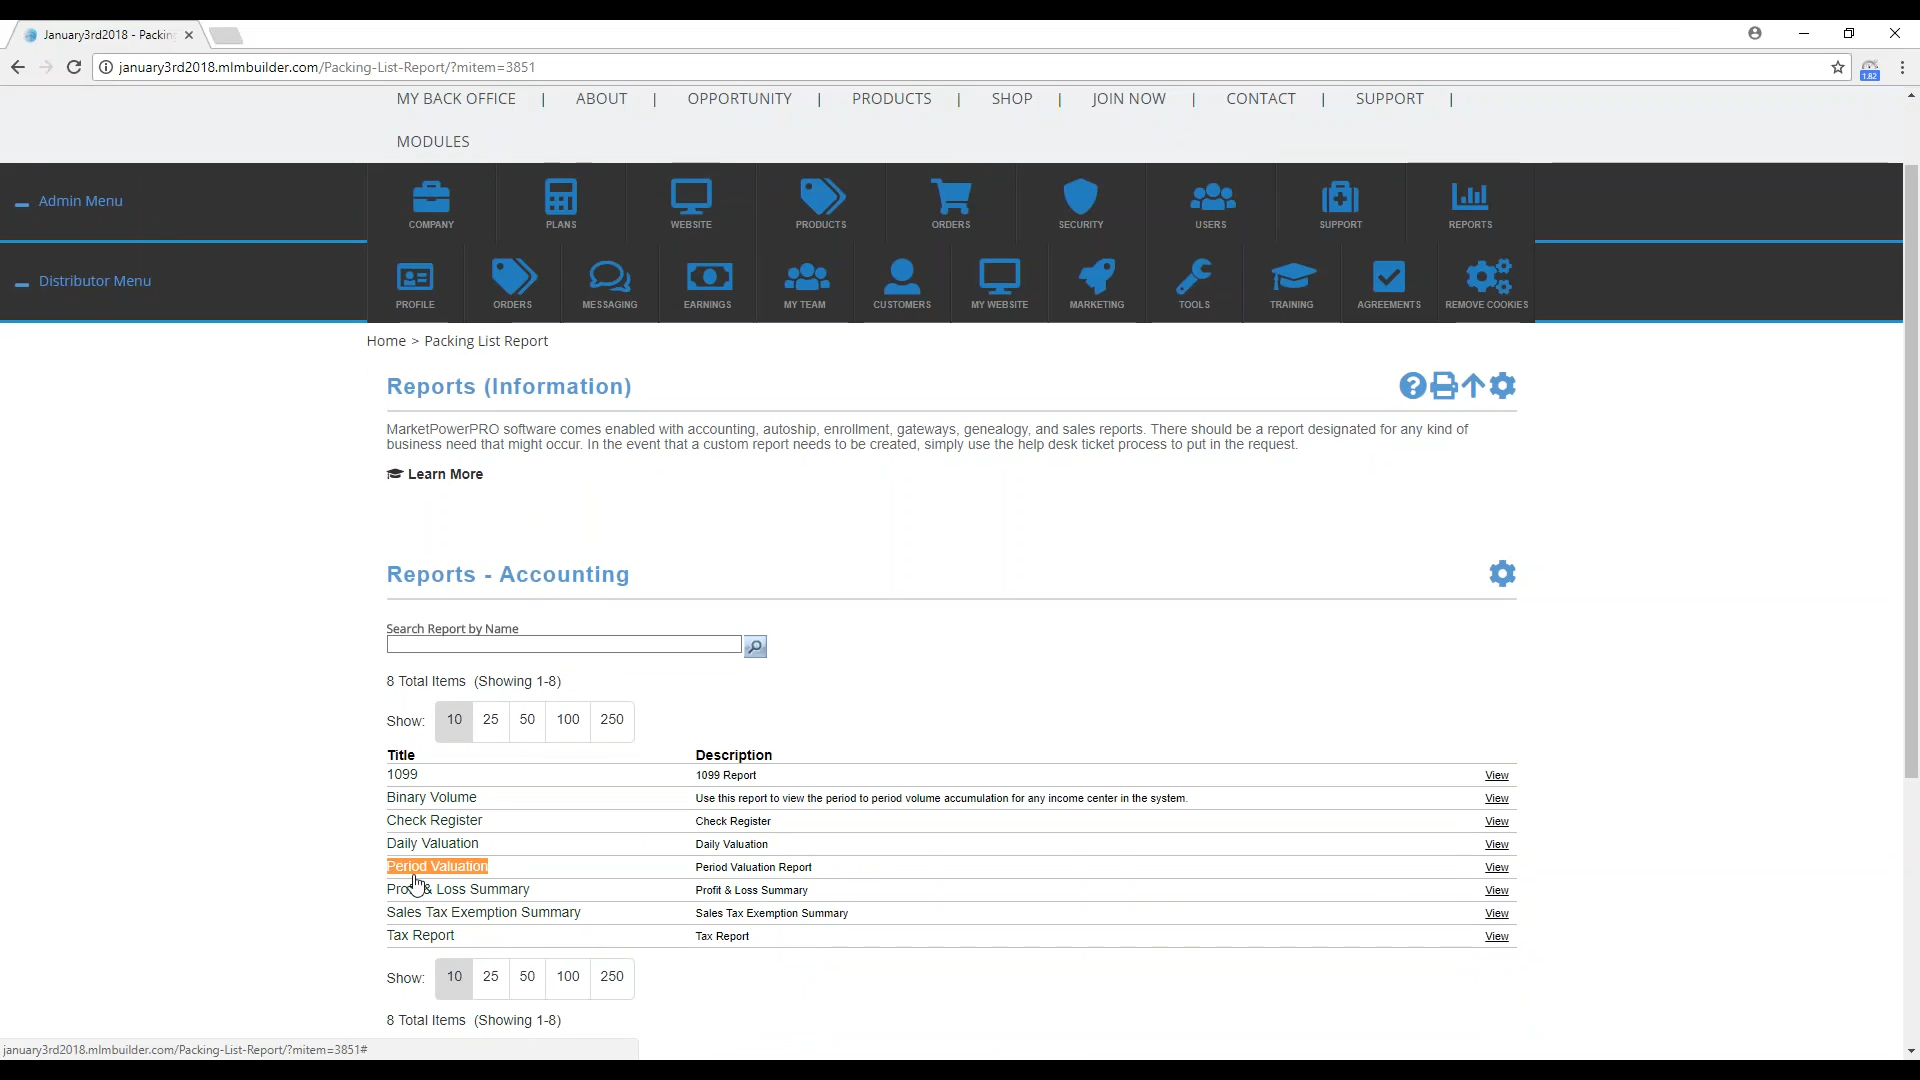 January3rd2018 - Packin
january3rd2018.mlmbuilder.com/Packing-List-Report/?mitem=3851
1.82
MY BACK OFFICE | ABOUT | OPPORTUNITY | PRODUCTS | SHOP | JOIN NOW | CONTACT | SUPPORT |
MODULES
Admin Menu
COMPANY PLANS WEBSITE PRODUCTS ORDERS SECURITY USERS SUPPORT REPORTS
Distributor Menu
PROFILE ORDERS MESSAGING EARNINGS MY TEAM CUSTOMERS MY WEBSITE MARKETING TOOLS TRAINING AGREEMENTS REMOVE COOKIES
Home > Packing List Report
Reports (Information)
MarketPowerPRO software comes enabled with accounting, autoship, enrollment, gateways, genealogy, and sales reports. There should be a report designated for any kind of
business need that might occur. In the event that a custom report needs to be created, simply use the help desk ticket process to put in the request.
Learn More
Reports - Accounting
Search Report by Name
8 Total Items (Showing 1-8)
Show: 10 25 50 100 250
Title Description
1099 1099 Report View
Binary Volume Use this report to view the period to period volume accumulation for any income center in the system. View
Check Register Check Register View
Daily Valuation Daily Valuation View
Period Valuation Period Valuation Report View
Profit & Loss Summary Profit & Loss Summary View
Sales Tax Exemption Summary Sales Tax Exemption Summary View
Tax Report Tax Report View
Show: 10 25 50 100 250
8 Total Items (Showing 1-8)
january3rd2018.mlmbuilder.com/Packing-List-Report/?mitem=3851#